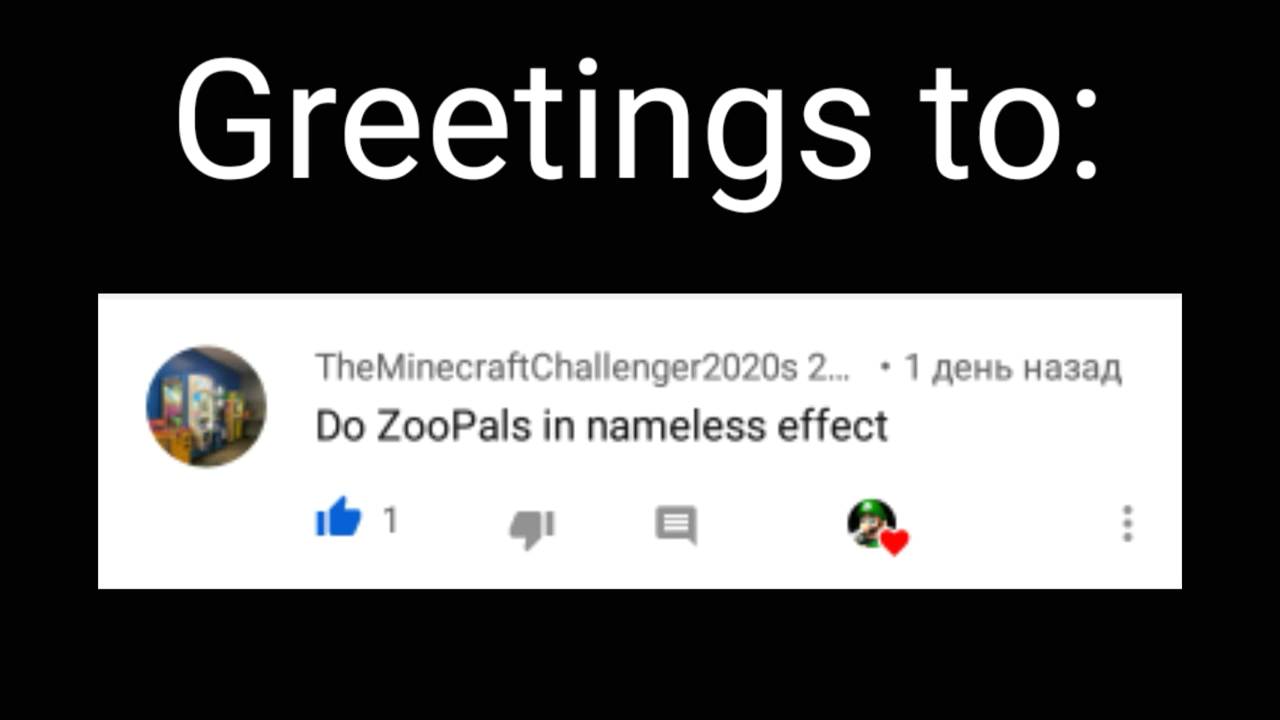 Greetings to:
TheMinecraftChallenger2020s 2... • 1 день назад
Do ZooPals in nameless effect
1